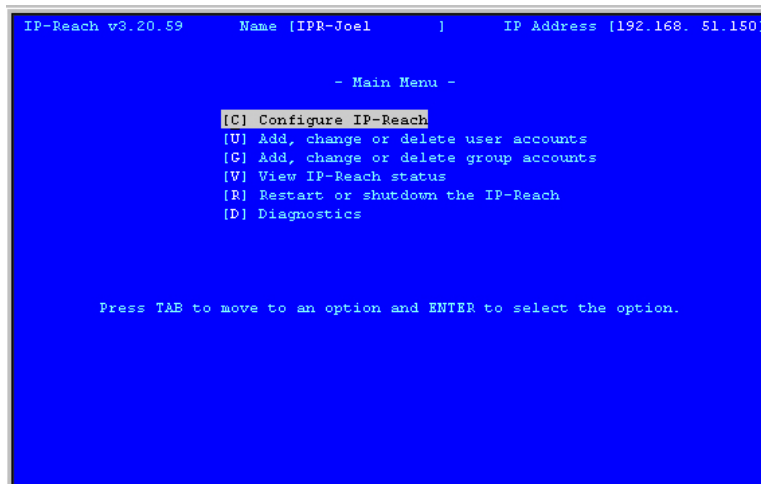 IP-Reach v3.20.59 Name [IPR-Joel ] IP Address [192.168. 51.150]
- Main Menu -
[C] Configure IP-Reach
[U] Add, change or delete user accounts
[G] Add, change or delete group accounts
[V] View IP-Reach status
[R] Restart or shutdown the IP-Reach
[D] Diagnostics
Press TAB to move to an option and ENTER to select the option.